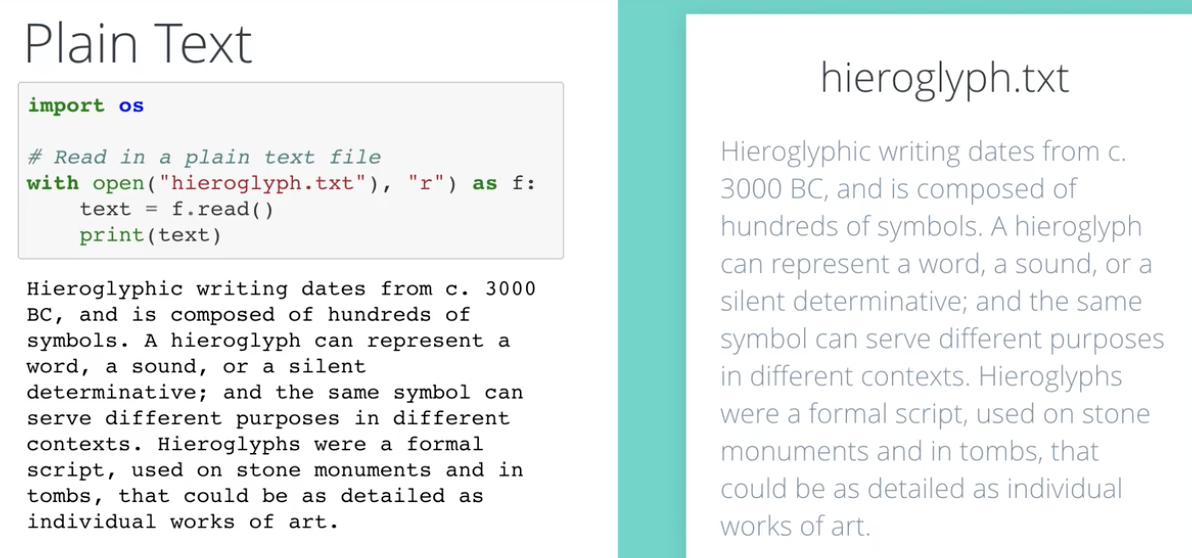 Plain Text
import os
# Read in a plain text file
with open("hieroglyph.txt"), "r") as f:
    text = f.read()
    print(text)
Hieroglyphic writing dates from c. 3000
BC, and is composed of hundreds of
symbols. A hieroglyph can represent a
word, a sound, or a silent
determinative; and the same symbol can
serve different purposes in different
contexts. Hieroglyphs were a formal
script, used on stone monuments and in
tombs, that could be as detailed as
individual works of art.
hieroglyph.txt
Hieroglyphic writing dates from c.
3000 BC, and is composed of
hundreds of symbols. A hieroglyph
can represent a word, a sound, or a
silent determinative; and the same
symbol can serve different purposes
in different contexts. Hieroglyphs
were a formal script, used on stone
monuments and in tombs, that
could be as detailed as individual
works of art.